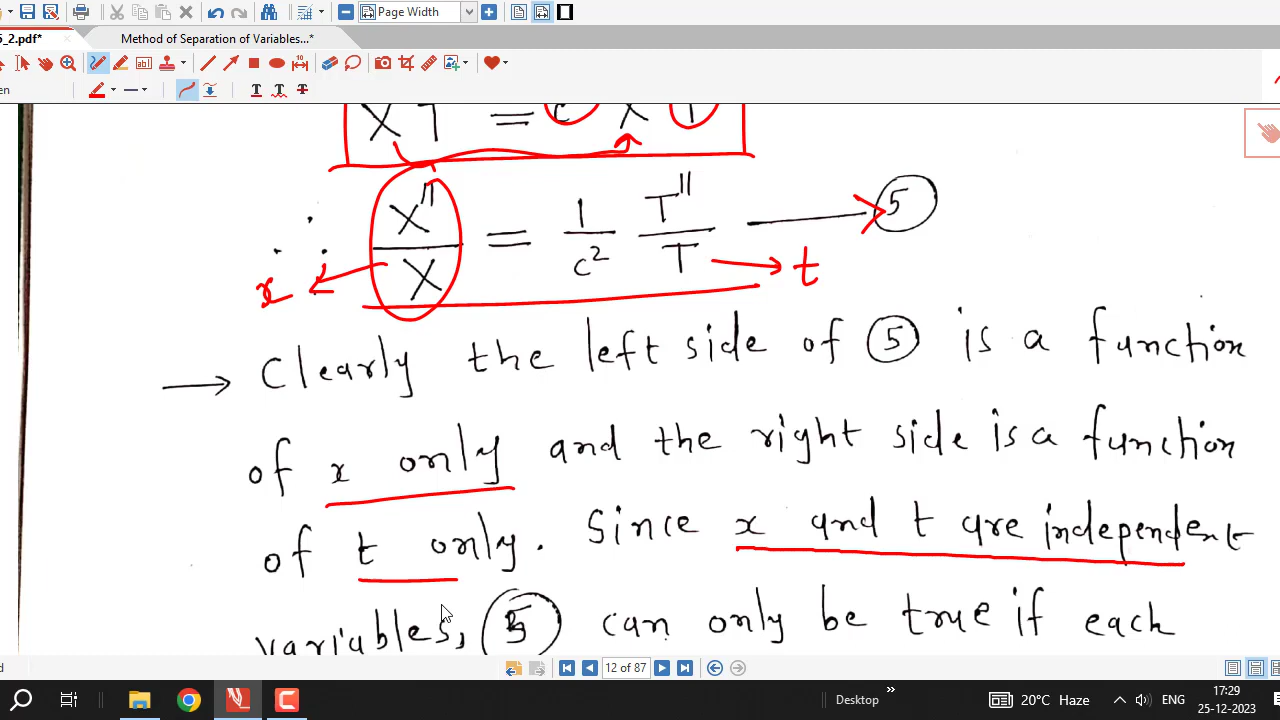 Page Width
5_2.pdf*
Method of Separation of Variables...*
en
X T = c X T
∴ X'' / X = 1/c² T''/T → 5
x
t
→ Clearly the left side of 5 is a function
of x only and the right side is a function
of t only. Since x and t are independent
variables, 5 can only be true if each
d
12 of 87
Desktop
»
20°C Haze
ENG
17:29
25-12-2023